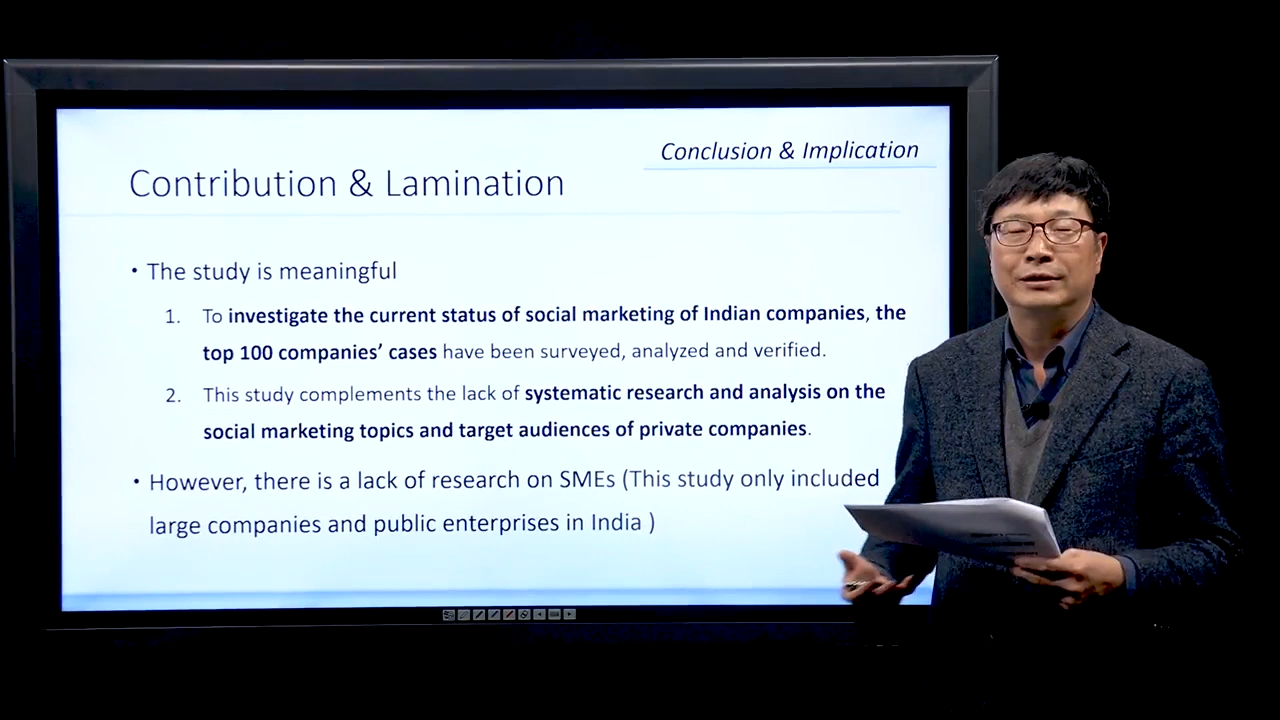 Conclusion & Implication
Contribution & Lamination
• The study is meaningful
1. To investigate the current status of social marketing of Indian companies, the
top 100 companies’ cases have been surveyed, analyzed and verified.
2. This study complements the lack of systematic research and analysis on the
social marketing topics and target audiences of private companies.
• However, there is a lack of research on SMEs (This study only included
large companies and public enterprises in India )